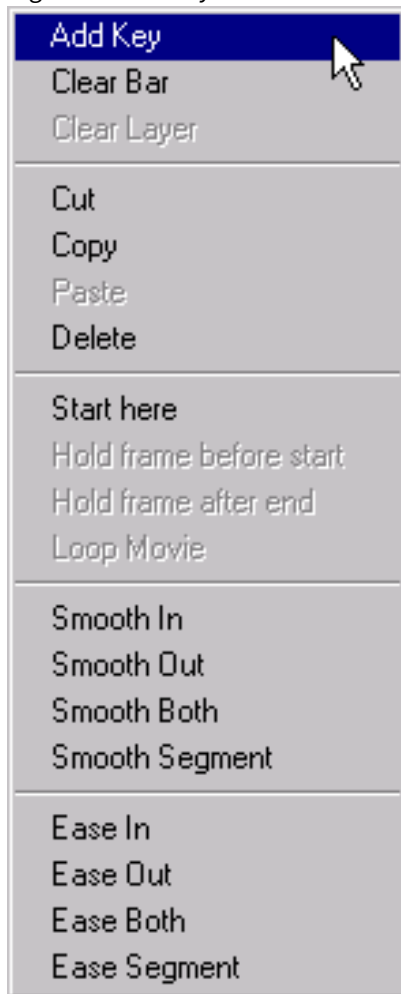 Add Key
Clear Bar
Clear Layer
Cut
Copy
Paste
Delete
Start here
Hold frame before start
Hold frame after end
Loop Movie
Smooth In
Smooth Out
Smooth Both
Smooth Segment
Ease In
Ease Out
Ease Both
Ease Segment